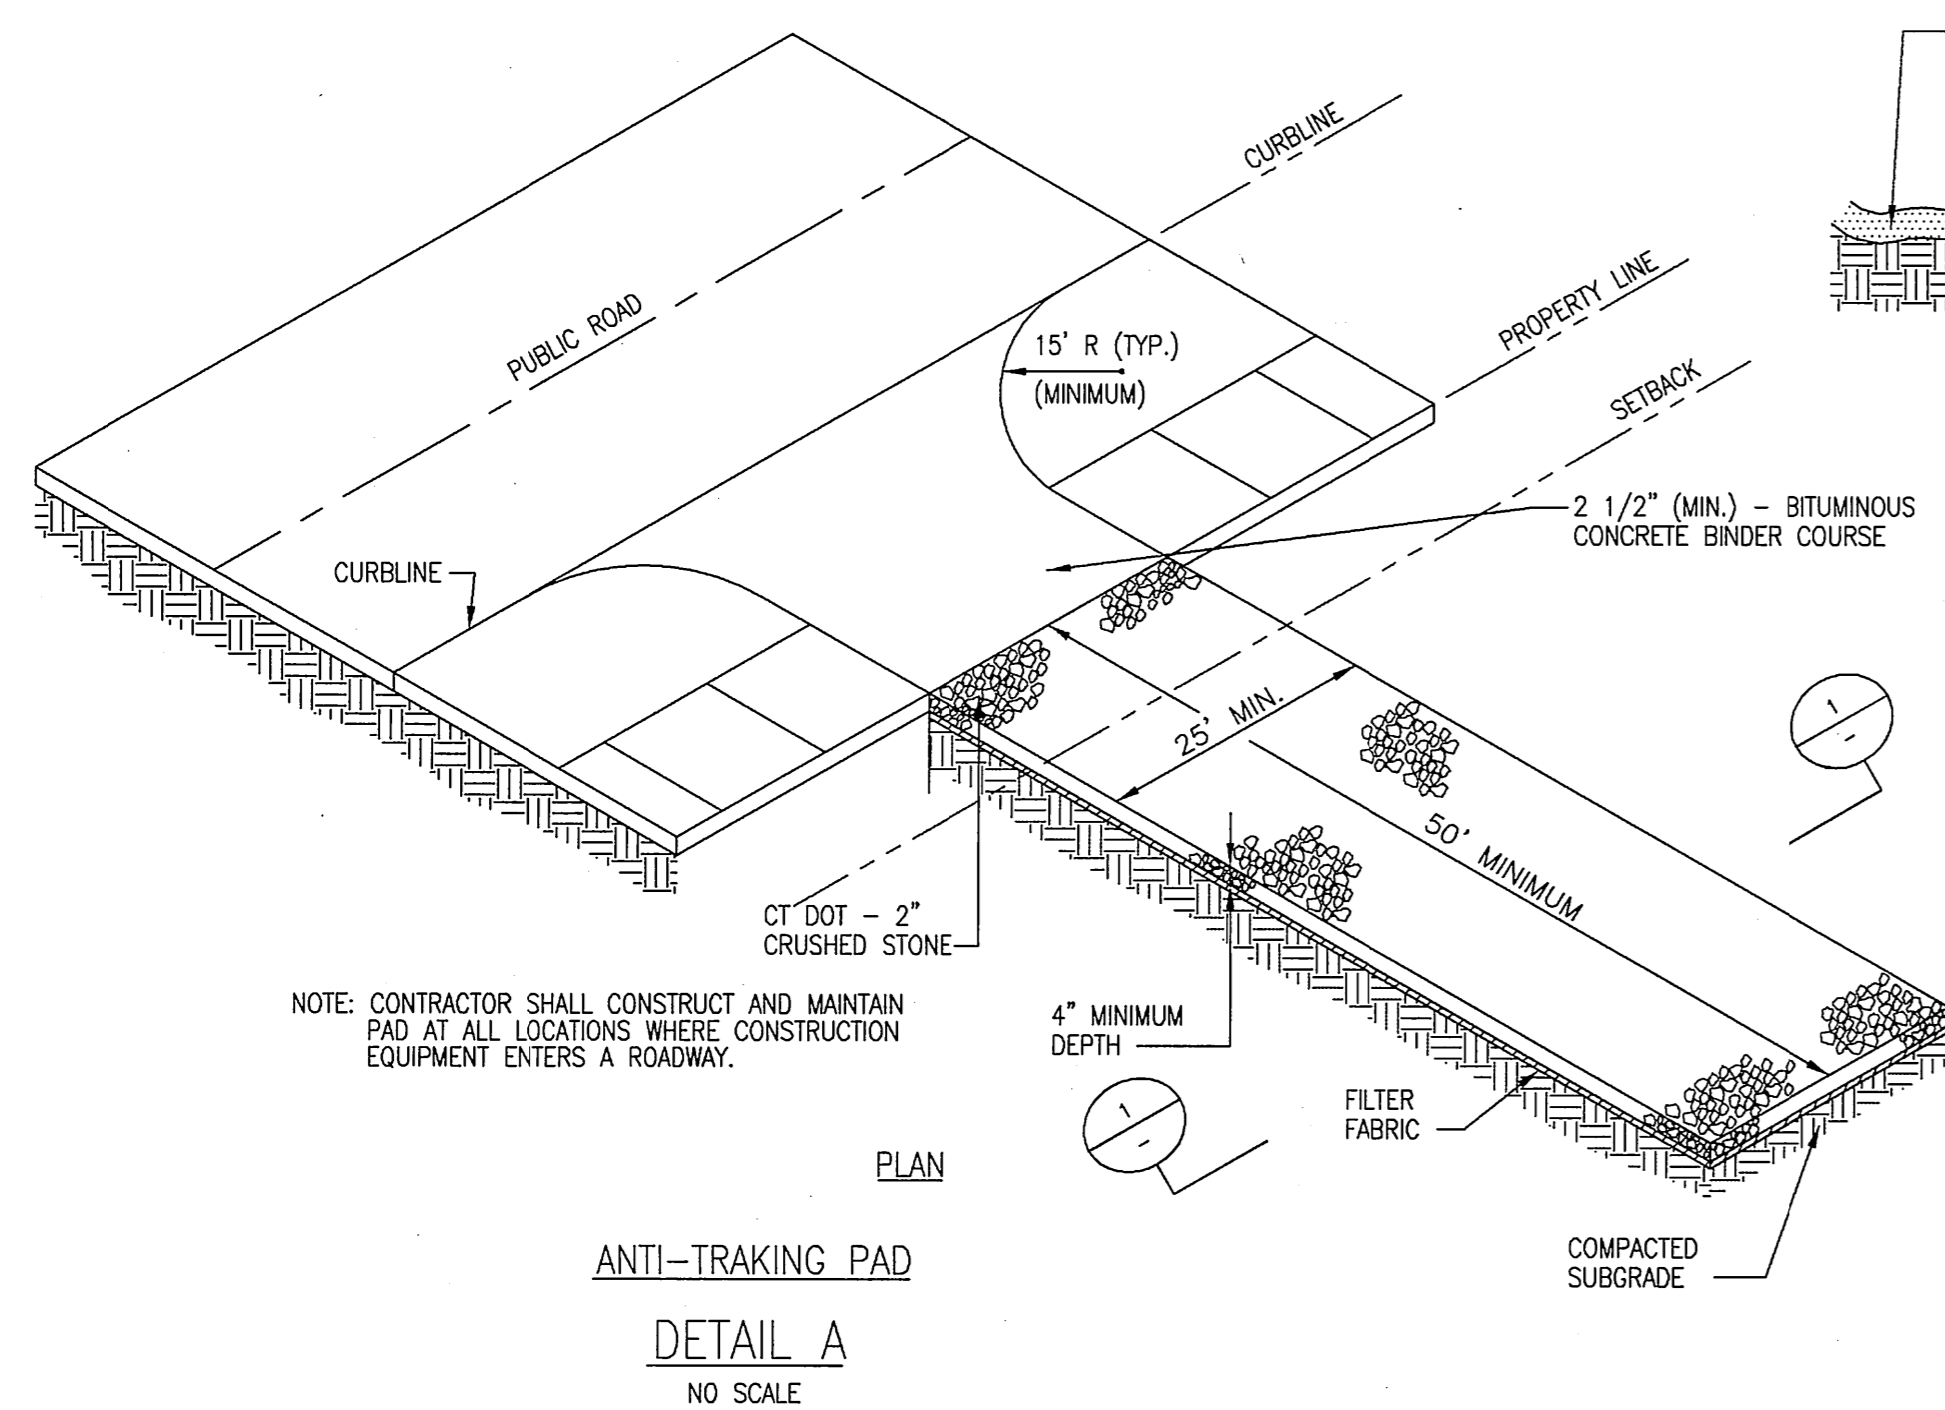 CURBLINE
PROPERTY LINE
PUBLIC ROAD
15' R (TYP.)
(MINIMUM)
SETBACK
2 1/2" (MIN.) – BITUMINOUS
CONCRETE BINDER COURSE
CURBLINE
25' MIN.
1
-
50' MINIMUM
CT DOT – 2"
CRUSHED STONE
NOTE: CONTRACTOR SHALL CONSTRUCT AND MAINTAIN
PAD AT ALL LOCATIONS WHERE CONSTRUCTION
EQUIPMENT ENTERS A ROADWAY.
4" MINIMUM
DEPTH
FILTER
FABRIC
1
-
PLAN
COMPACTED
SUBGRADE
ANTI–TRAKING PAD
DETAIL A
NO SCALE